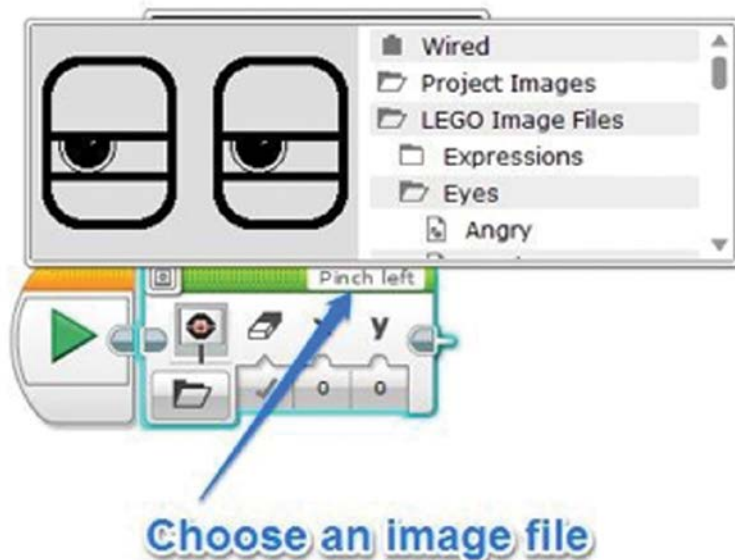 Wired
Project Images
LEGO Image Files
Expressions
Eyes
Angry
Pinch left
y
0 0
Choose an image file